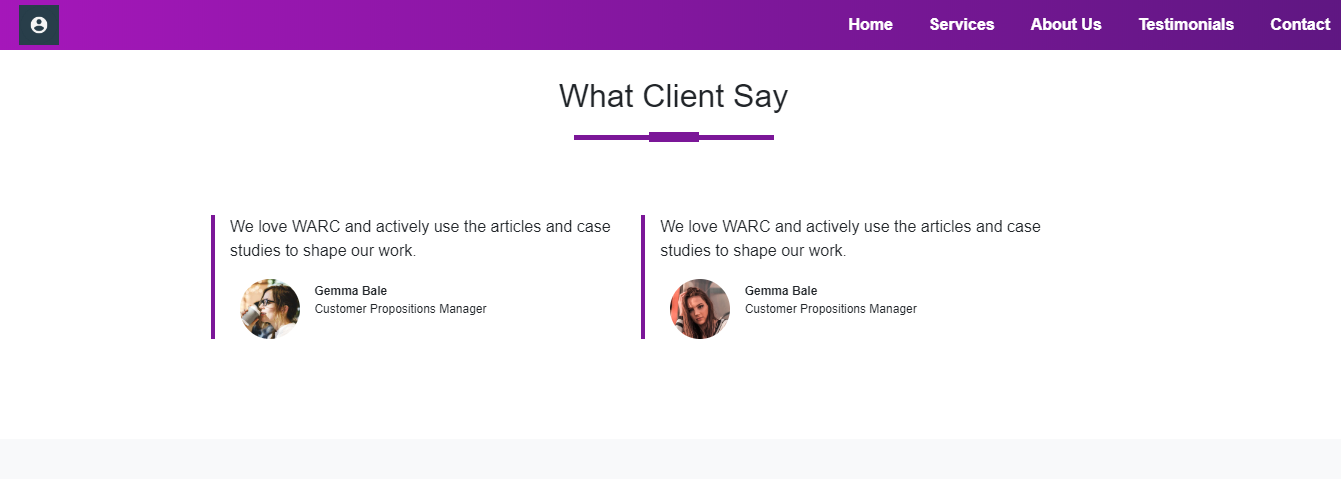 Home Services About Us Testimonials Contact
What Client Say
We love WARC and actively use the articles and case
studies to shape our work.
Gemma Bale
Customer Propositions Manager
We love WARC and actively use the articles and case
studies to shape our work.
Gemma Bale
Customer Propositions Manager